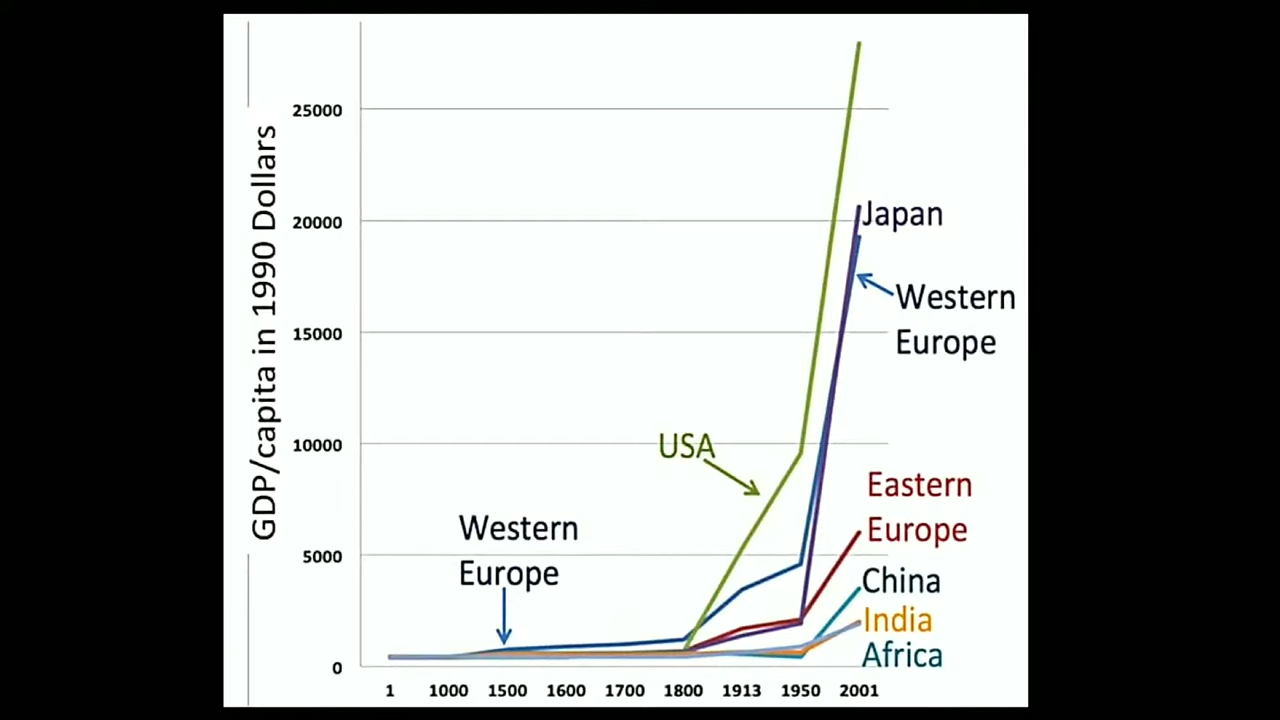 GDP/capita in 1990 Dollars
25000
20000
15000
10000
5000
0
Japan
Western
Europe
USA
Eastern
Europe
Western
Europe
China
India
Africa
1 1000 1500 1600 1700 1800 1913 1950 2001